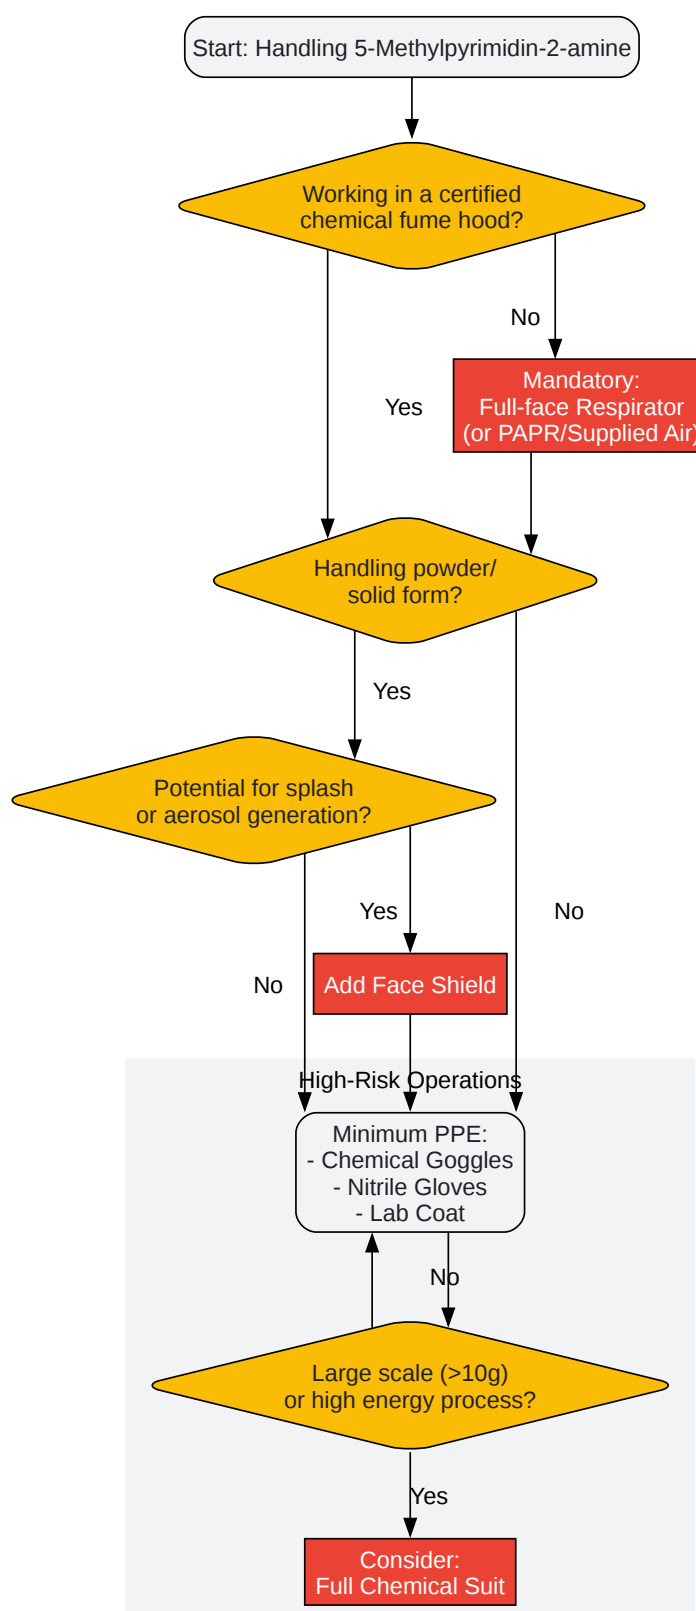 Start: Handling 5-Methylpyrimidin-2-amine
Working in a certified
chemical fume hood?
No
Mandatory:
Full-face Respirator
(or PAPR/Supplied Air)
Yes
Handling powder/
solid form?
Yes
Potential for splash
or aerosol generation?
Yes
No
No
Add Face Shield
High-Risk Operations
Minimum PPE:
- Chemical Goggles
- Nitrile Gloves
- Lab Coat
No
Large scale (>10g)
or high energy process?
Yes
Consider:
Full Chemical Suit